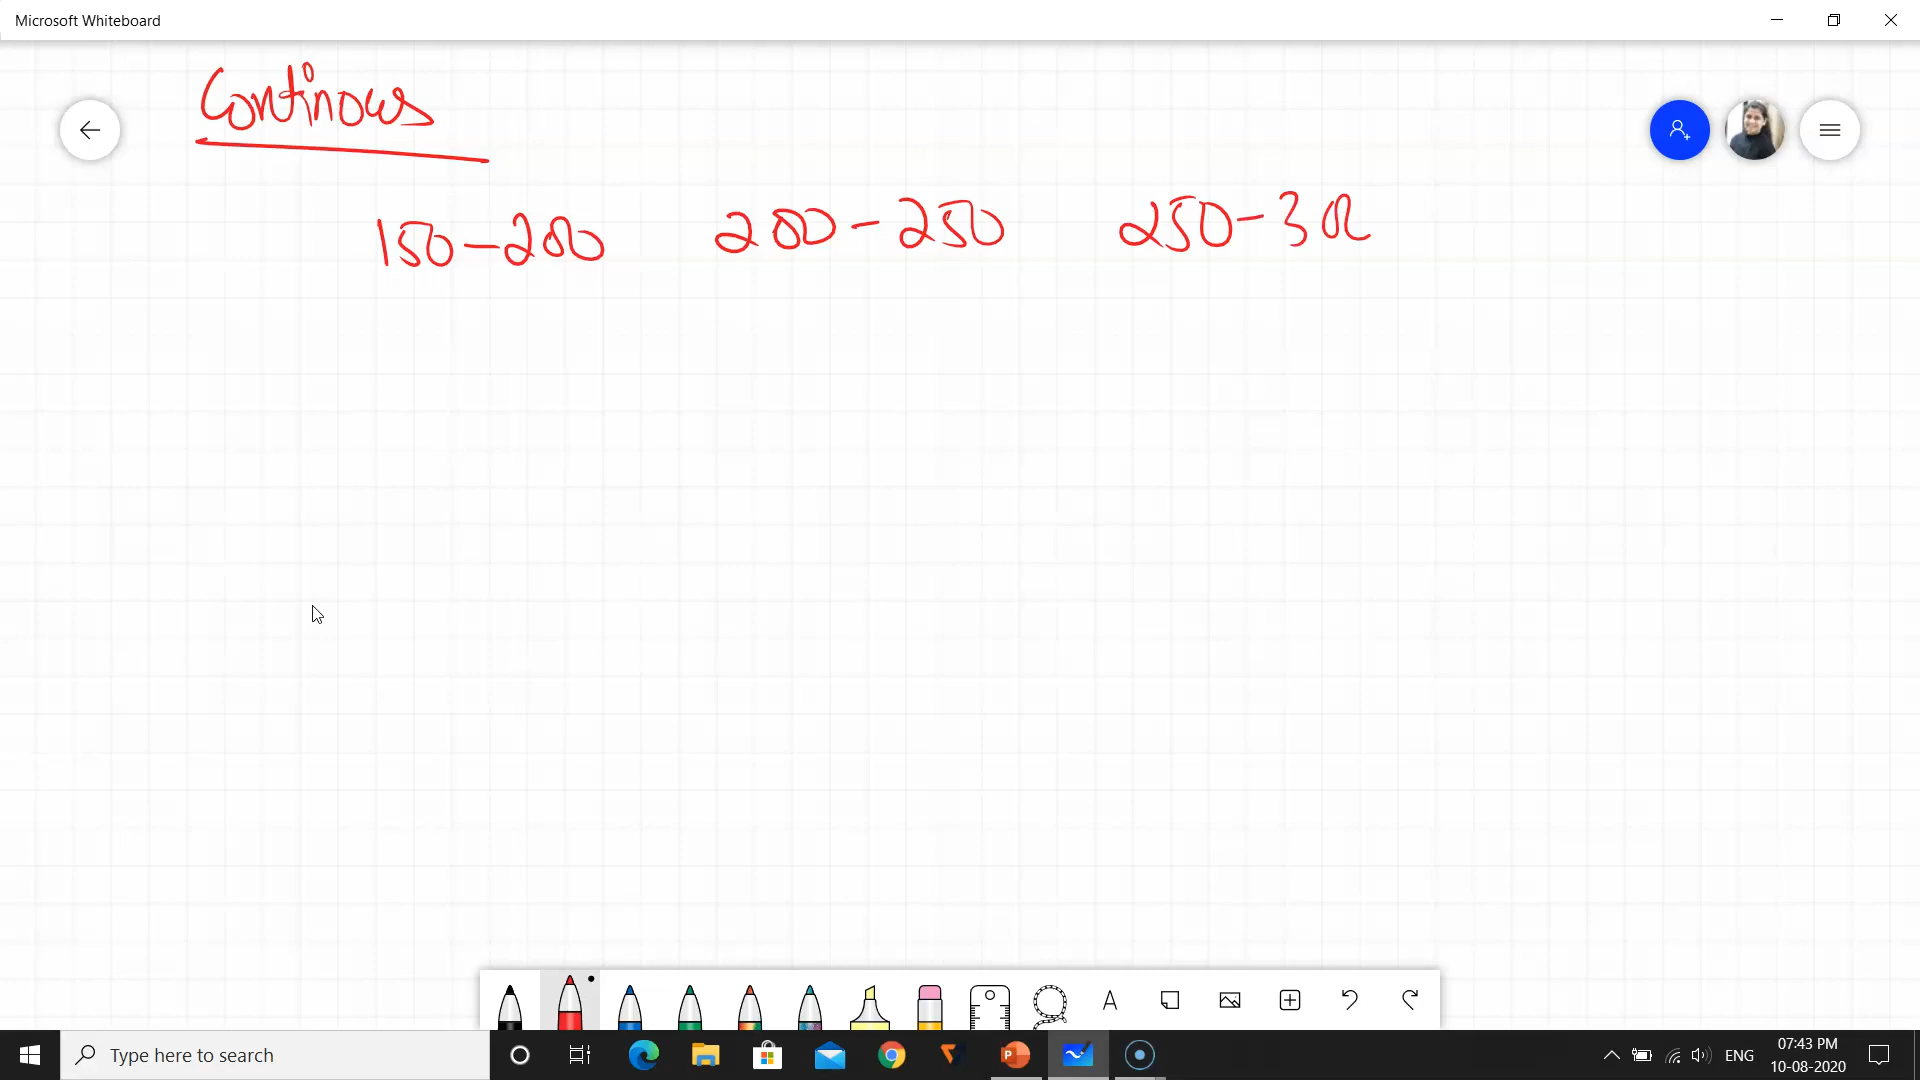 Microsoft Whiteboard
Continous
150-200 200-250 250-300
A
Type here to search
ENG
07:43 PM
10-08-2020